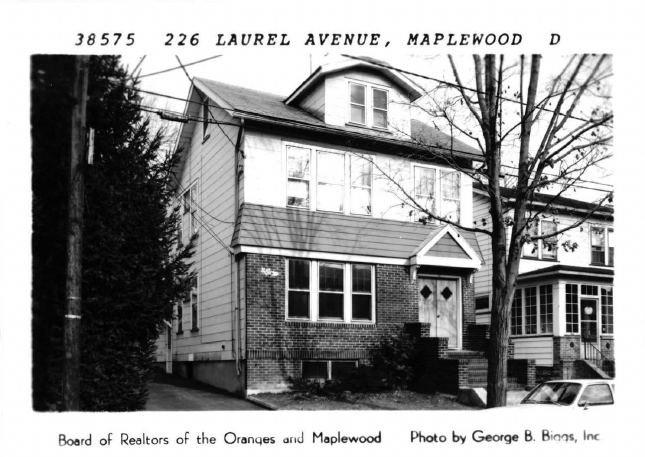 38575 226 LAUREL AVENUE, MAPLEWOOD D
Board of Realtors of the Oranges and Maplewood Photo by George B. Biggs, Inc.